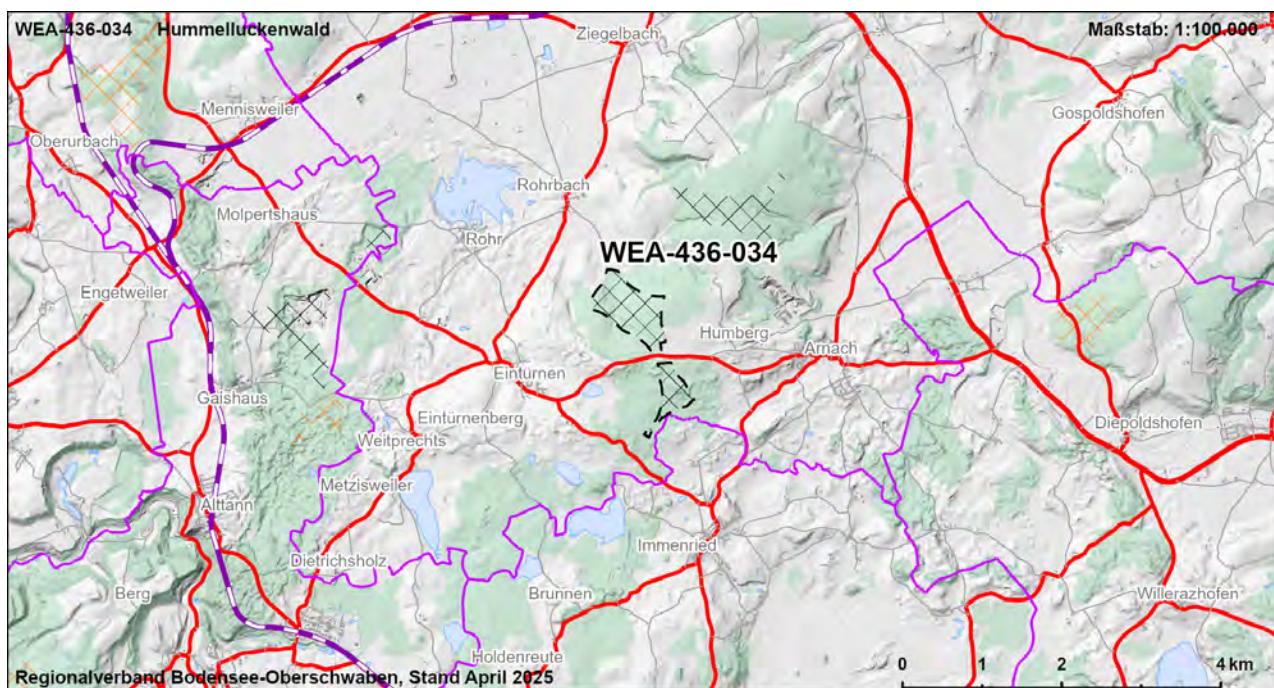 WEA-436-034 Hummelluckenwald
Maßstab: 1:100.000
Ziegelbach
Mennisweiler
Gospoldshofen
Oberurbach
Rohrbach
Molpertshaus
Rohr
WEA-436-034
Engetweiler
Humberg
Arnach
Eintürnen
Gaishaus
Eintürnenberg
Diepoldshofen
Weitprechts
Metzisweiler
Alttann
Immenried
Dietrichsholz
Berg
Brunnen
Willerazhofen
Holdenreute
0 1 2 4 km
Regionalverband Bodensee-Oberschwaben, Stand April 2025